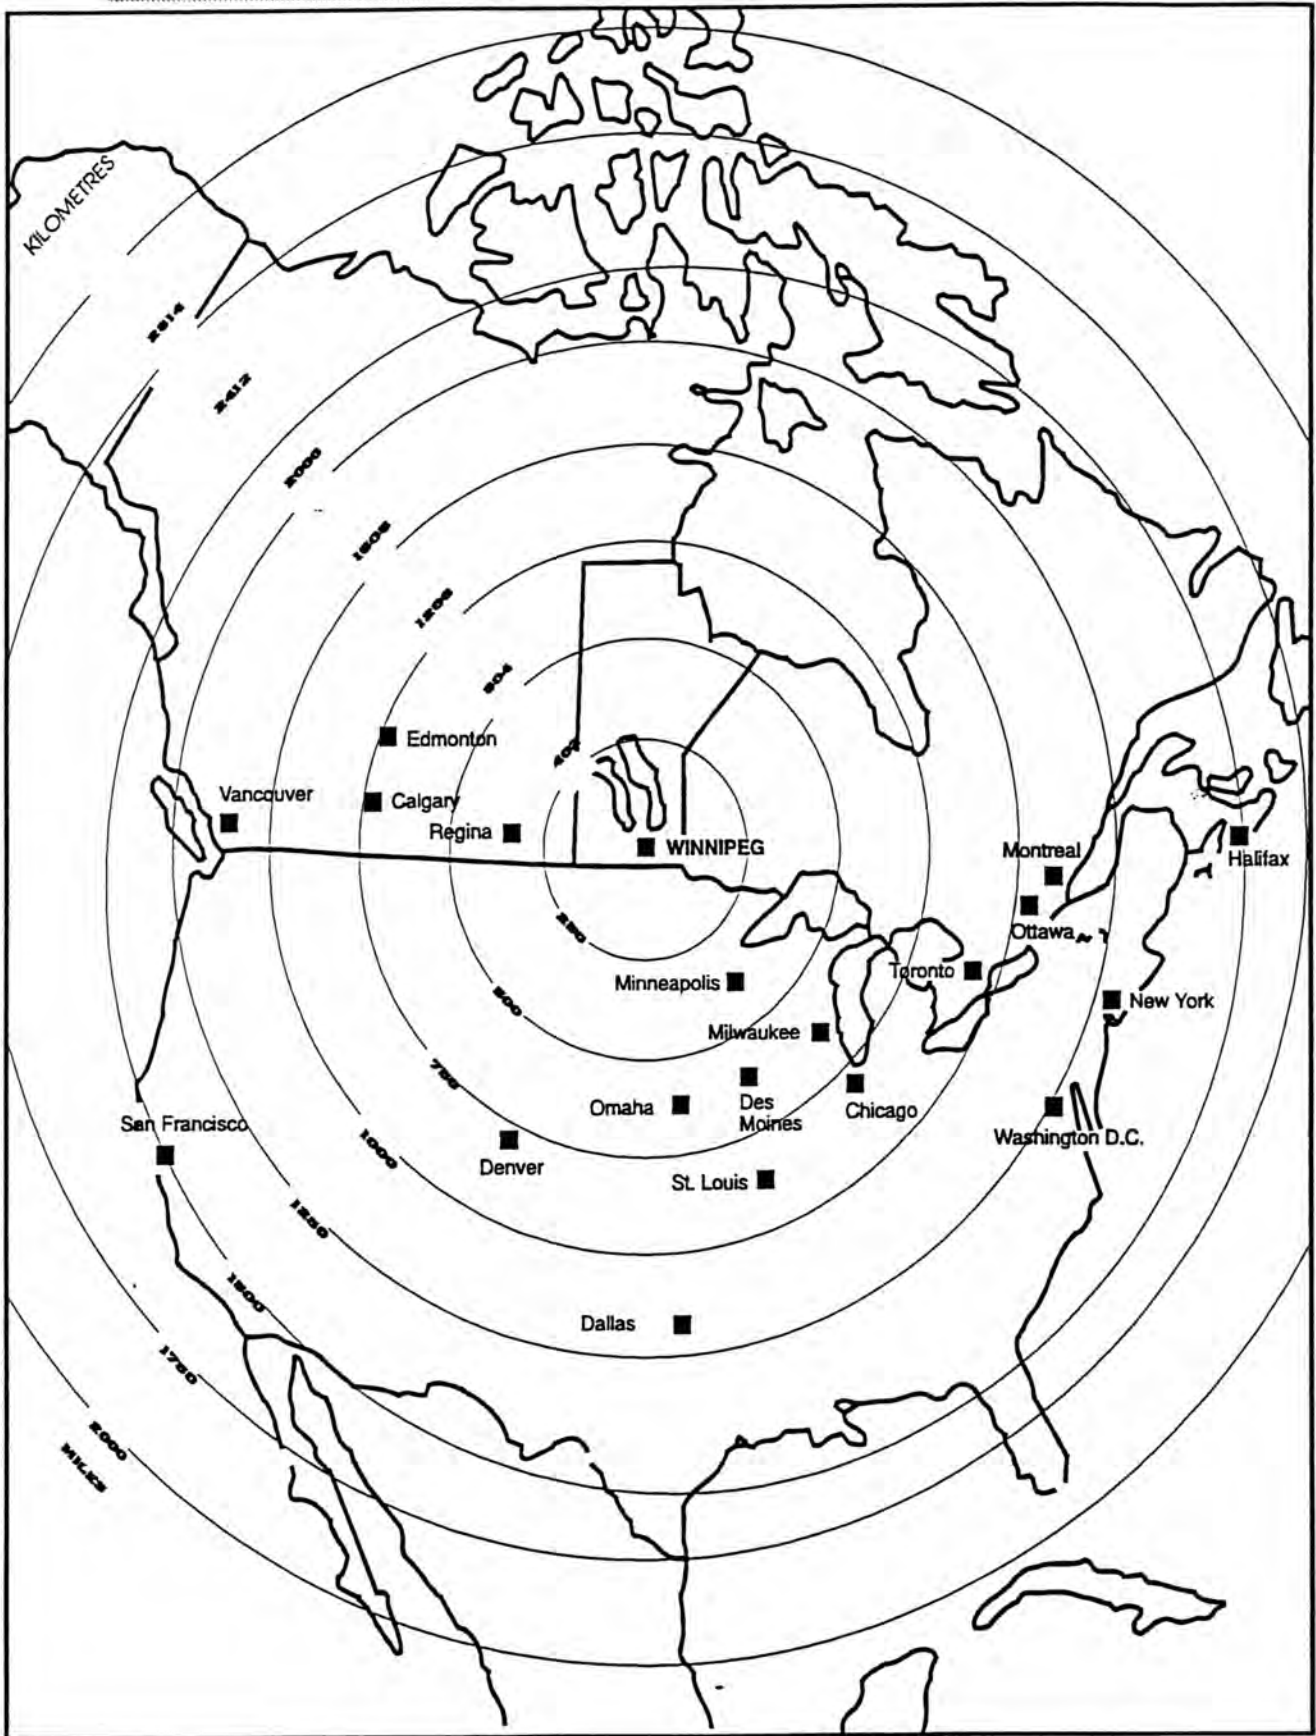 KILOMETRES
2814
2412
2000
1608
1206
804
402
Edmonton
Vancouver
Calgary
Regina
WINNIPEG
Montreal
Halifax
Ottawa
250
Toronto
Minneapolis
New York
500
Milwaukee
750
Omaha
Des
Moines
Chicago
San Francisco
Washington D.C.
1000
Denver
St. Louis
1250
1500
Dallas
1750
2000
MILES